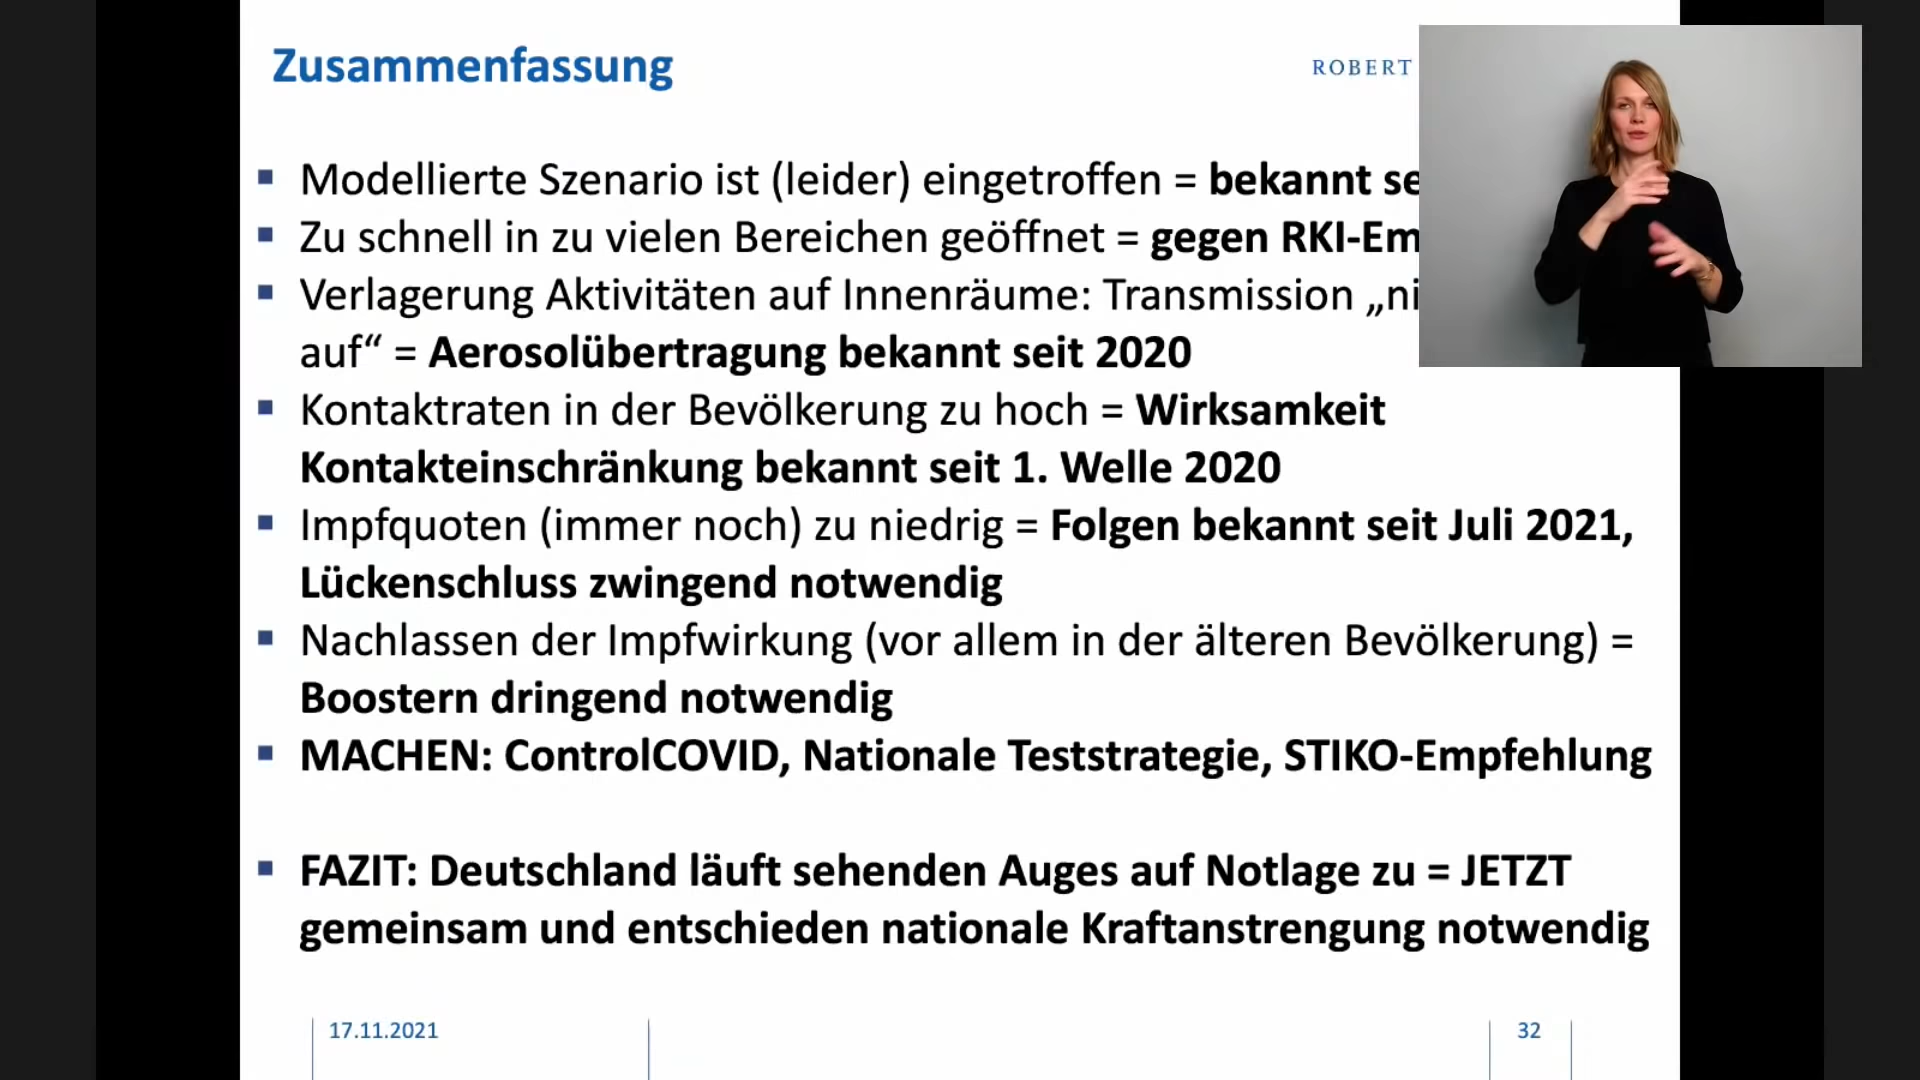 Zusammenfassung
ROBERT
Modellierte Szenario ist (leider) eingetroffen = bekannt
Zu schnell in zu vielen Bereichen geöffnet = gegen
Verlagerung Aktivitäten auf Innenräume: Transmission
auf“ = Aerosolübertragung bekannt seit 2020
Kontaktraten in der Bevölkerung zu hoch = Wirksamkeit
Kontakteinschränkung bekannt seit 1. Welle 2020
Impfquoten (immer noch) zu niedrig = Folgen bekannt seit Juli 2021,
Lückenschluss zwingend notwendig
Nachlassen der Impfwirkung (vor allem in der älteren Bevölkerung) =
Boostern dringend notwendig
MACHEN: ControlCOVID, Nationale Teststrategie, STIKO-Empfehlung
FAZIT: Deutschland läuft sehenden Auges auf Notlage zu = JETZT
gemeinsam und entschieden nationale Kraftanstrengung notwendig
17.11.2021
32